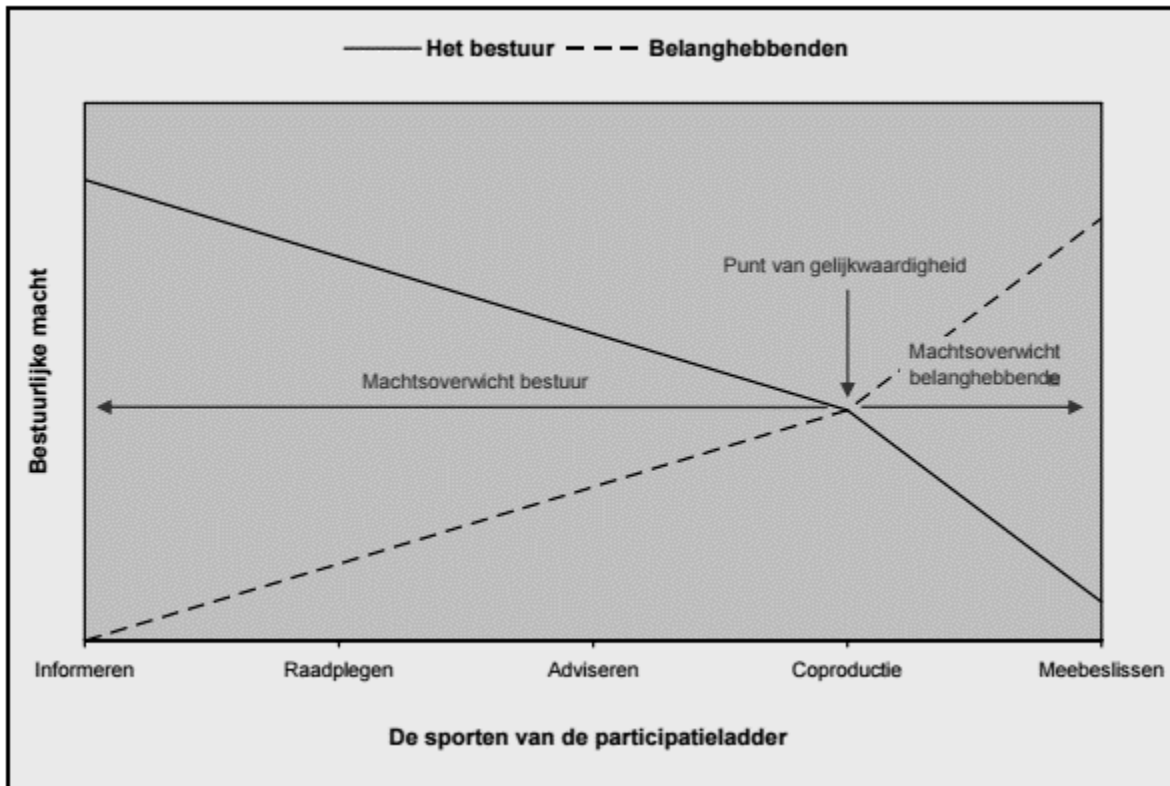 Het bestuur Belanghebbenden
Bestuurlijke macht
Punt van gelijkwaardigheid
Machtsoverwicht
belanghebbende
Machtsoverwicht bestuur
Informeren Raadplegen Adviseren Coproductie Meebeslissen
De sporten van de participatieladder